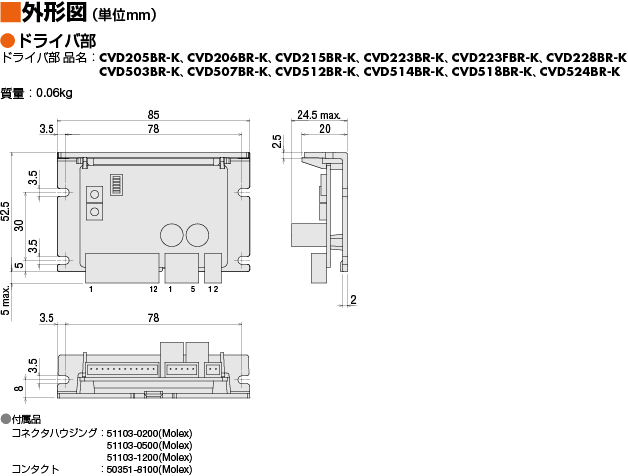 ■外形図（単位mm）
●ドライバ部
ドライバ部 品名：CVD205BR-K、CVD206BR-K、CVD215BR-K、CVD223BR-K、CVD223FBR-K、CVD228BR-K
CVD503BR-K、CVD507BR-K、CVD512BR-K、CVD514BR-K、CVD518BR-K、CVD524BR-K
質量：0.06kg
85
3.5 78
24.5 max.
20
2.5
3.5
52.5
30
3.5
5
5 max.
1 12 1 5 1 2
2
3.5 78
3.5
8
●付属品
コネクタハウジング：51103-0200(Molex)
51103-0500(Molex)
51103-1200(Molex)
コンタクト：50351-8100(Molex)